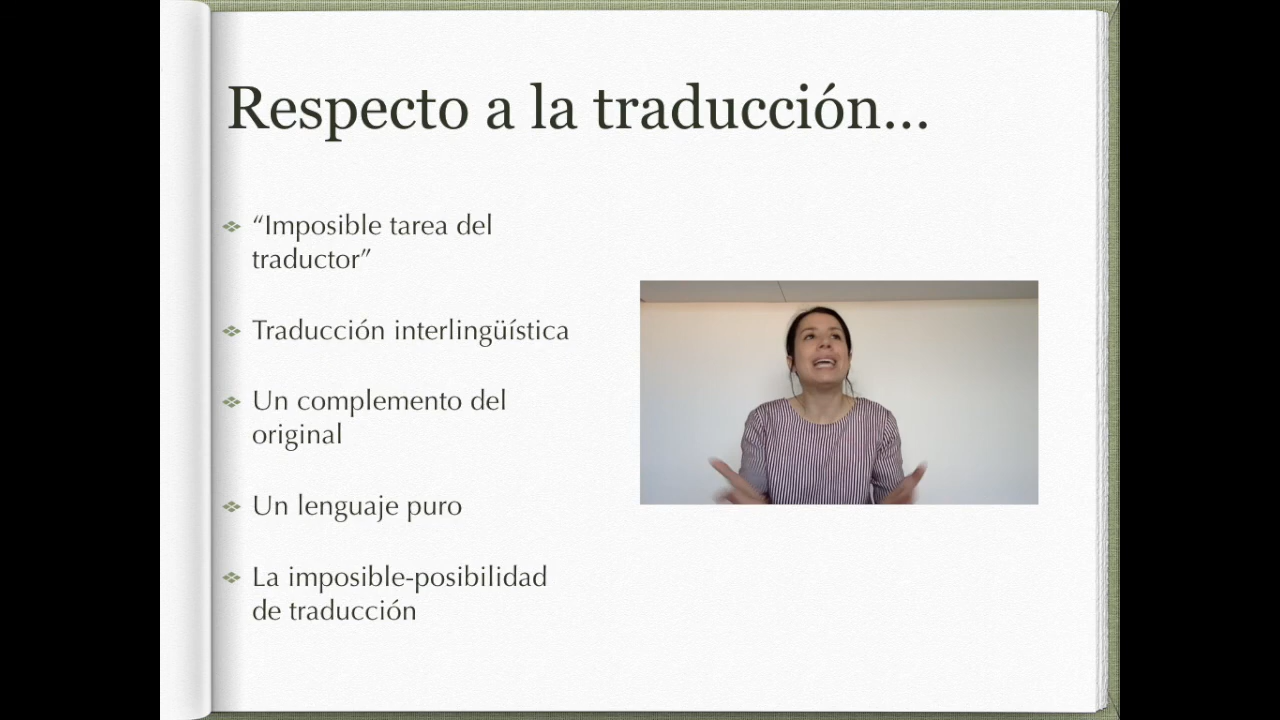 Respecto a la traducción...
“Imposible tarea del
traductor”
Traducción interlingüística
Un complemento del
original
Un lenguaje puro
La imposible-posibilidad
de traducción